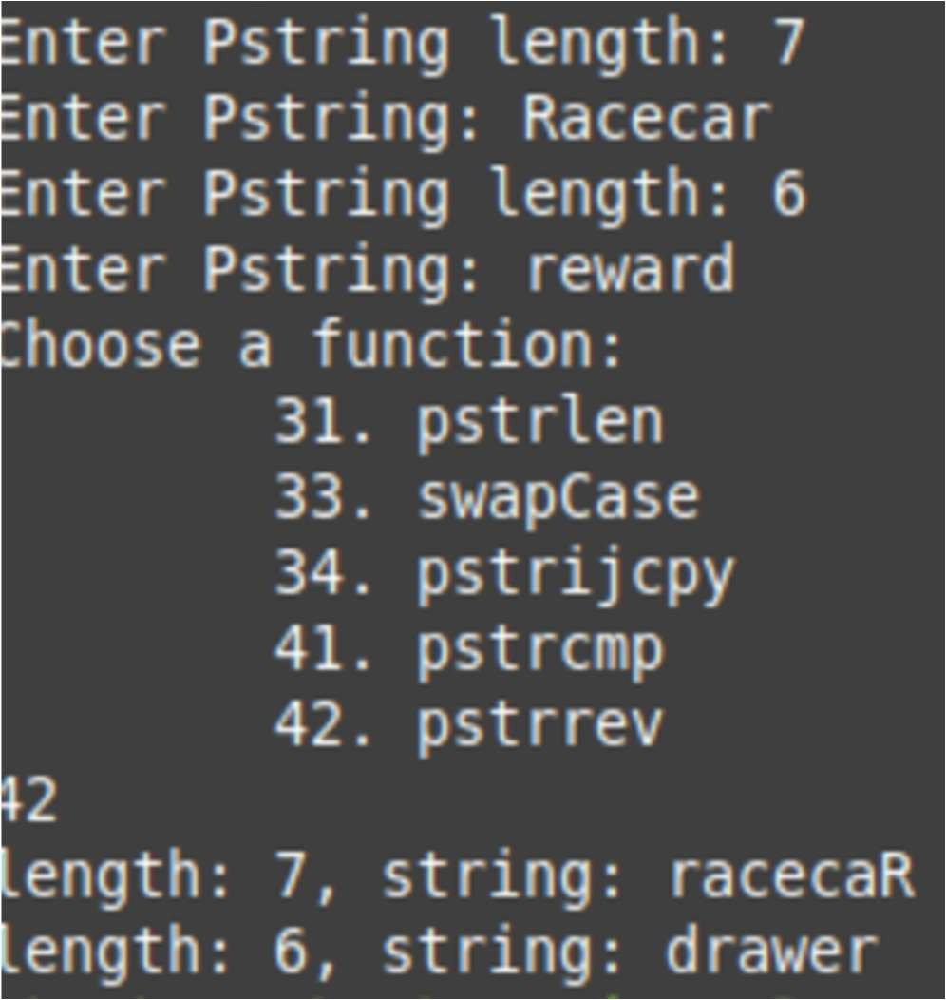 Enter Pstring length: 7
Enter Pstring: Racecar
Enter Pstring length: 6
Enter Pstring: reward
Choose a function:
31. pstrlen
33. swapCase
34. pstrijcpy
41. pstrcmp
42. pstrrev
42
length: 7, string: racecaR
length: 6, string: drawer